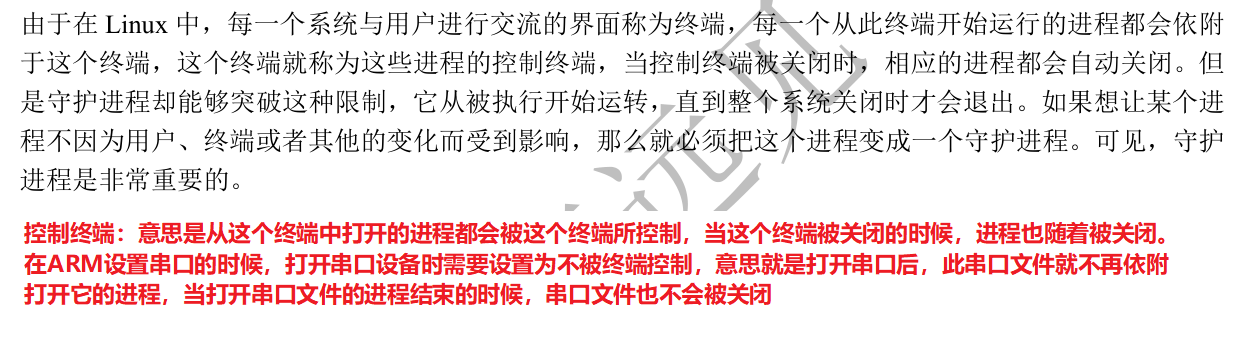 由于在 Linux 中，每一个系统与用户进行交流的界面称为终端，每一个从此终端开始运行的进程都会依附
于这个终端，这个终端就称为这些进程的控制终端，当控制终端被关闭时，相应的进程都会自动关闭。但
是守护进程却能够突破这种限制，它从被执行开始运转，直到整个系统关闭时才会退出。如果想让某个进
程不因为用户、终端或者其他的变化而受到影响，那么就必须把这个进程变成一个守护进程。可见，守护
进程是非常重要的。
控制终端：意思是从这个终端中打开的进程都会被这个终端所控制，当这个终端被关闭的时候，进程也随着被关闭。
在ARM设置串口的时候，打开串口设备时需要设置为不被终端控制，意思就是打开串口后，此串口文件就不再依附
打开它的进程，当打开串口文件的进程结束的时候，串口文件也不会被关闭
远见